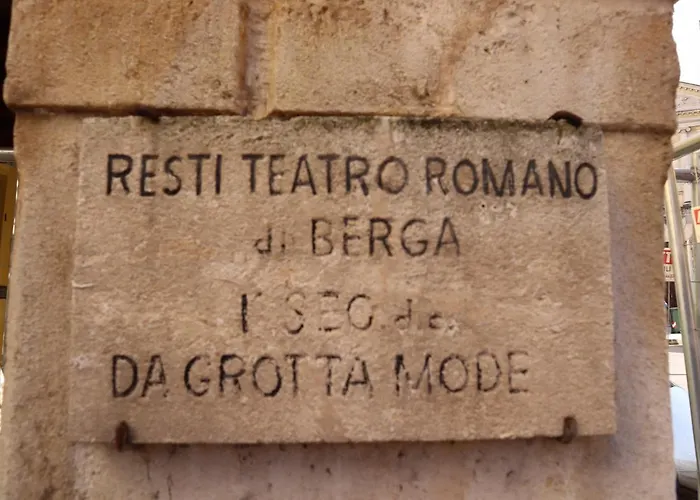 RESTI TEATRO ROMANO
di BERGA
I° SEC. d.c.
DA GROTTA MODE